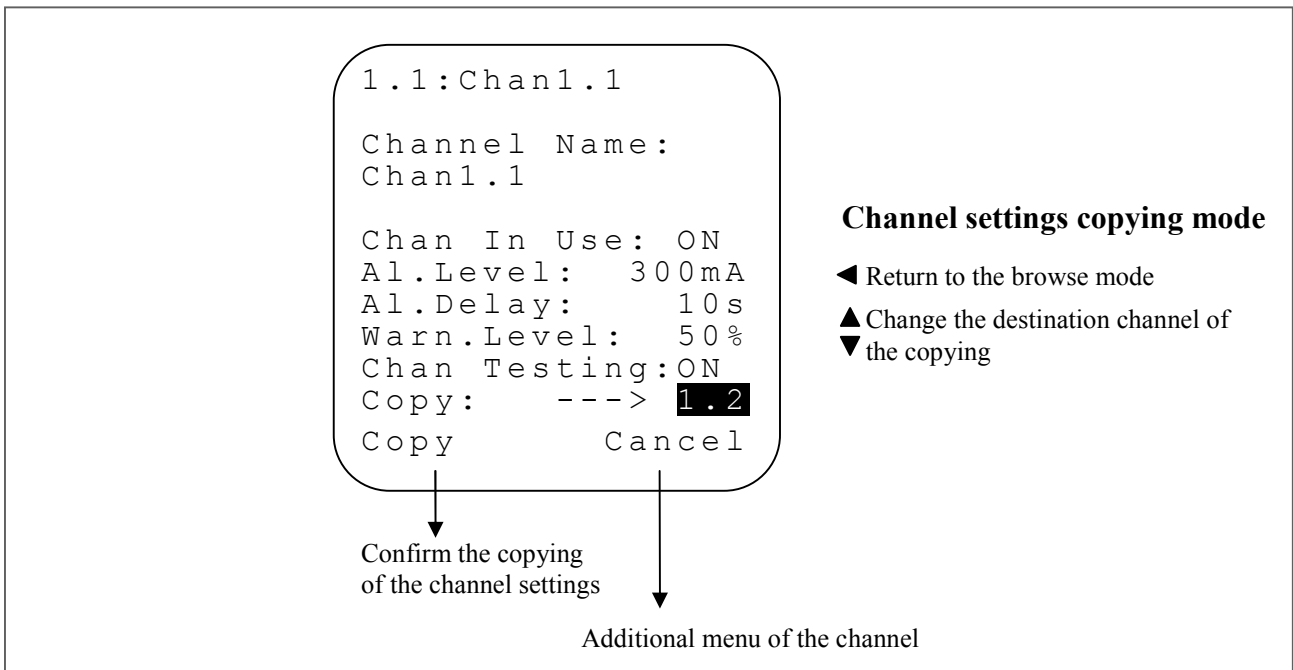 1.1:Chan1.1
Channel Name:
Chan1.1
Chan In Use: ON
Al.Level: 300mA
Al.Delay: 10s
Warn.Level: 50%
Chan Testing:ON
Copy: ---> 1.2
Copy Cancel
Channel settings copying mode
◀ Return to the browse mode
▲ Change the destination channel of
▼ the copying
Confirm the copying
of the channel settings
Additional menu of the channel